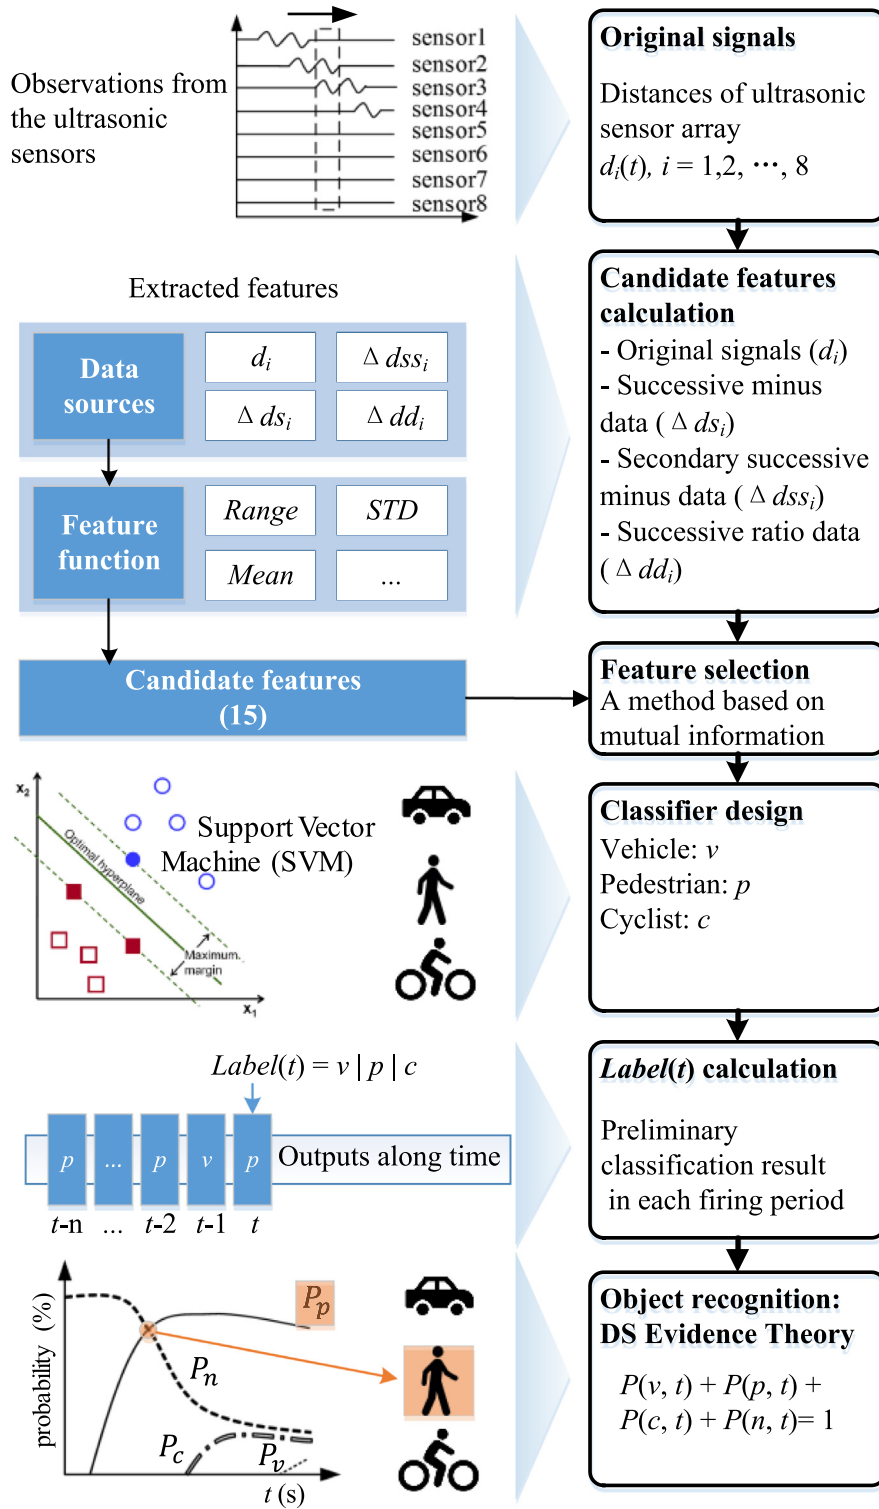 Observations from
the ultrasonic
sensors
sensor1
sensor2
sensor3
sensor4
sensor5
sensor6
sensor7
sensor8
Original signals
Distances of ultrasonic
sensor array
dᵢ(t), i = 1,2, ⋯, 8
Extracted features
Data
sources
dᵢ
Δ dssᵢ
Δ dsᵢ
Δ ddᵢ
Feature
function
Range
STD
Mean
...
Candidate features
(15)
Candidate features
calculation
- Original signals (dᵢ)
- Successive minus
data ( Δ dsᵢ)
- Secondary successive
minus data ( Δ dssᵢ)
- Successive ratio data
( Δ ddᵢ)
Feature selection
A method based on
mutual information
x₂
Support Vector
Machine (SVM)
Optimal hyperplane
Maximum
margin
x₁
Classifier design
Vehicle: v
Pedestrian: p
Cyclist: c
Label(t) = v | p | c
p
...
p
v
p
Outputs along time
t-n
...
t-2
t-1
t
Label(t) calculation
Preliminary
classification result
in each firing period
probability (%)
Pₚ
Pₙ
P_c
Pᵥ
t (s)
Object recognition:
DS Evidence Theory
P(v, t) + P(p, t) +
P(c, t) + P(n, t)= 1